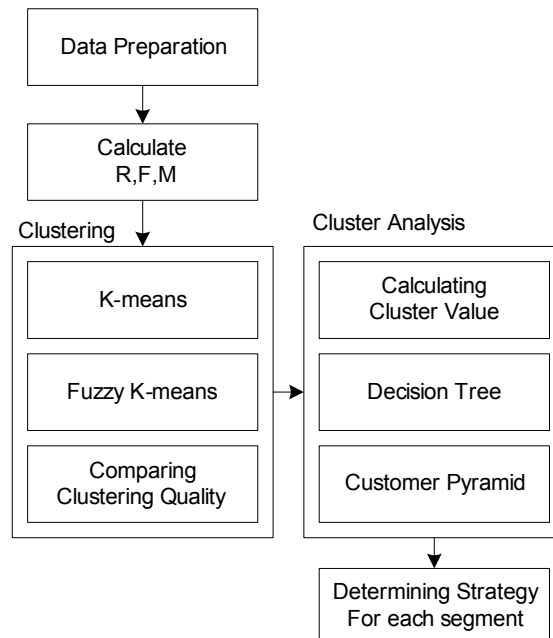 Data Preparation
Calculate
R,F,M
Clustering
K-means
Fuzzy K-means
Comparing
Clustering Quality
Cluster Analysis
Calculating
Cluster Value
Decision Tree
Customer Pyramid
Determining Strategy
For each segment